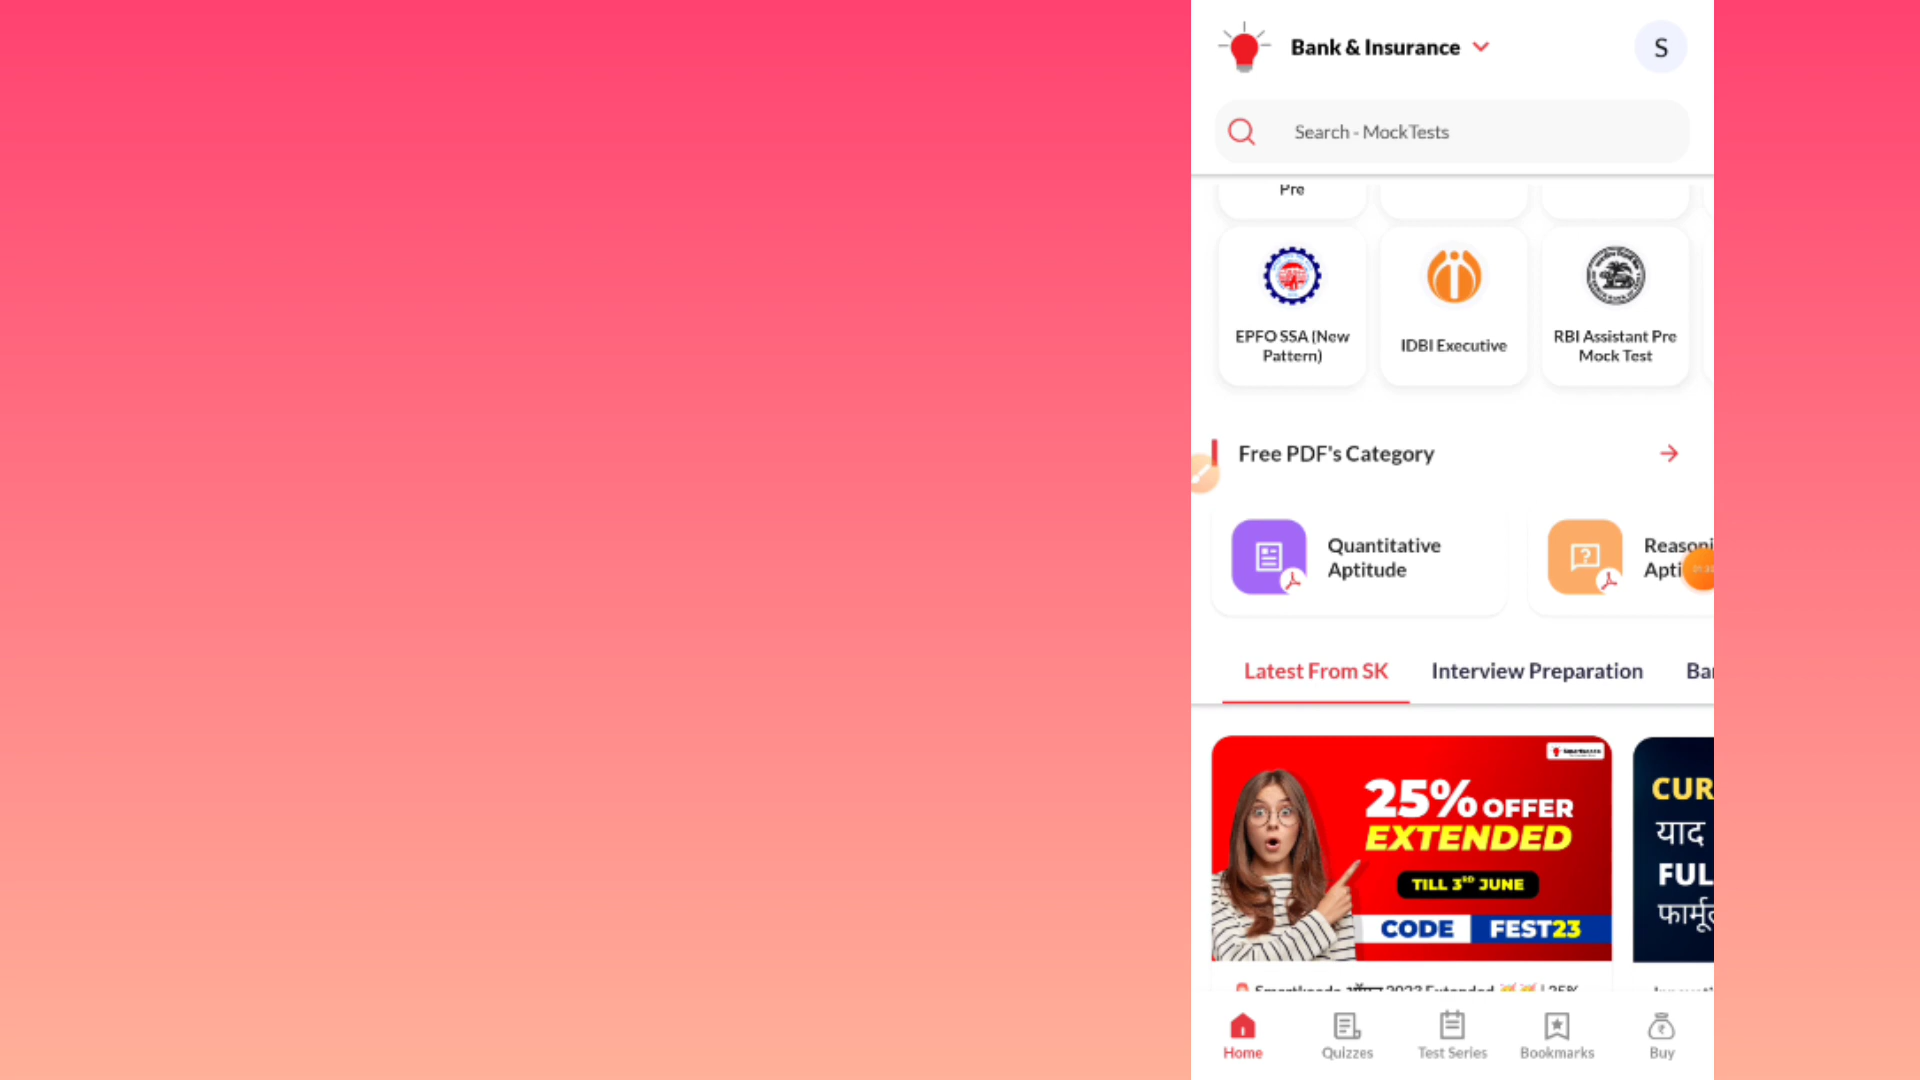 Bank & Insurance
S
Search - MockTests
Pre
EPFO SSA (New
Pattern)
IDBI Executive
RBI Assistant Pre
Mock Test
Free PDF's Category
Quantitative
Aptitude
Latest From SK
Interview Preparation
25% OFFER
EXTENDED
TILL 3RD JUNE
CODE FEST23
याद
Home
Quizzes
Test Series
Bookmarks
Buy